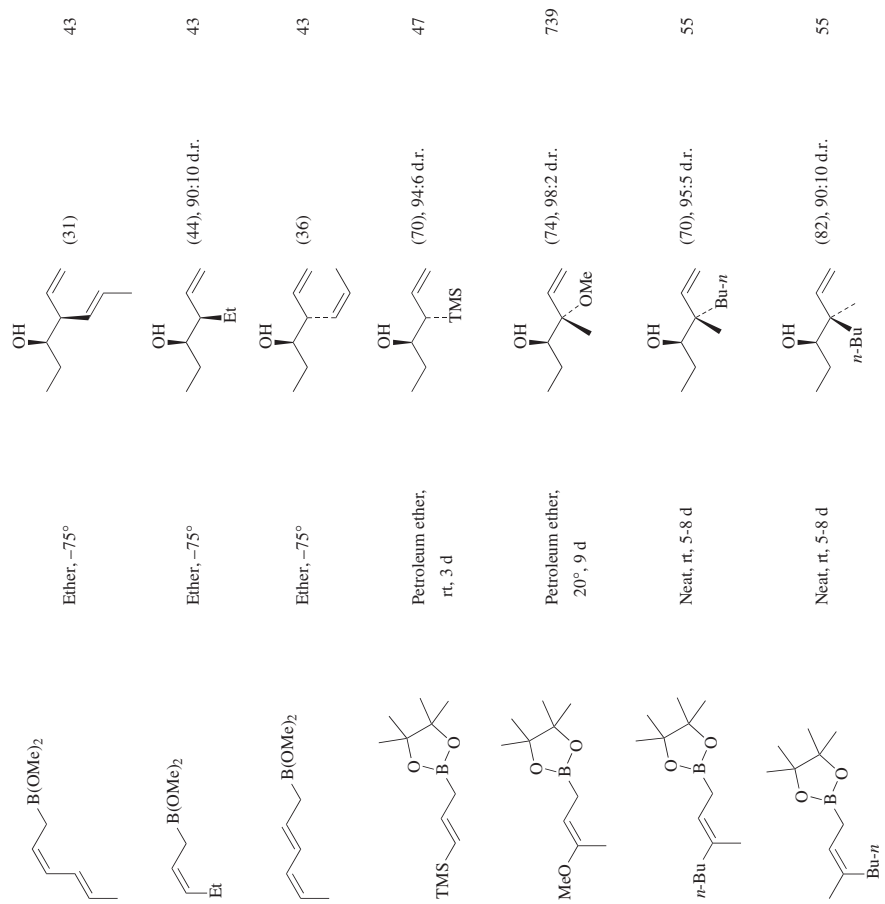 B(OMe)₂
Ether, –75°
OH
(31)
43
Et
B(OMe)₂
Ether, –75°
OH
Et
(44), 90:10 d.r.
43
B(OMe)₂
Ether, –75°
OH
(36)
43
TMS
B
O
O
Petroleum ether,
rt, 3 d
OH
TMS
(70), 94:6 d.r.
47
MeO
B
O
O
Petroleum ether,
20°, 9 d
OH
OMe
(74), 98:2 d.r.
739
n-Bu
B
O
O
Neat, rt, 5-8 d
OH
Bu-n
(70), 95:5 d.r.
55
Bu-n
B
O
O
Neat, rt, 5-8 d
OH
n-Bu
(82), 90:10 d.r.
55